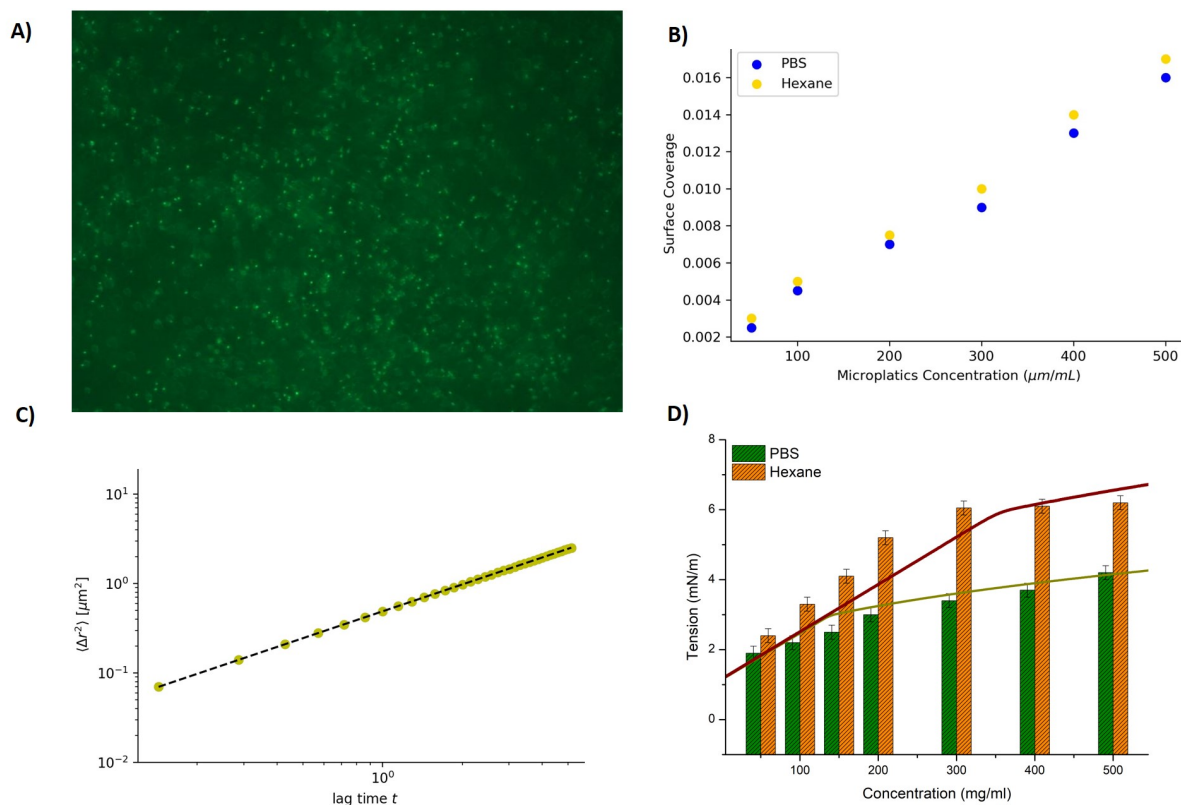 A)
B)
PBS
Hexane
0.016
0.014
0.012
0.010
0.008
0.006
0.004
0.002
Surface Coverage
100
200
300
400
500
Microplatics Concentration (μm/mL)
C)
10¹
10⁰
10⁻¹
10⁻²
⟨Δr²⟩ [μm²]
10⁰
lag time t
D)
PBS
Hexane
8
6
4
2
0
Tension (mN/m)
100
200
300
400
500
Concentration (mg/ml)